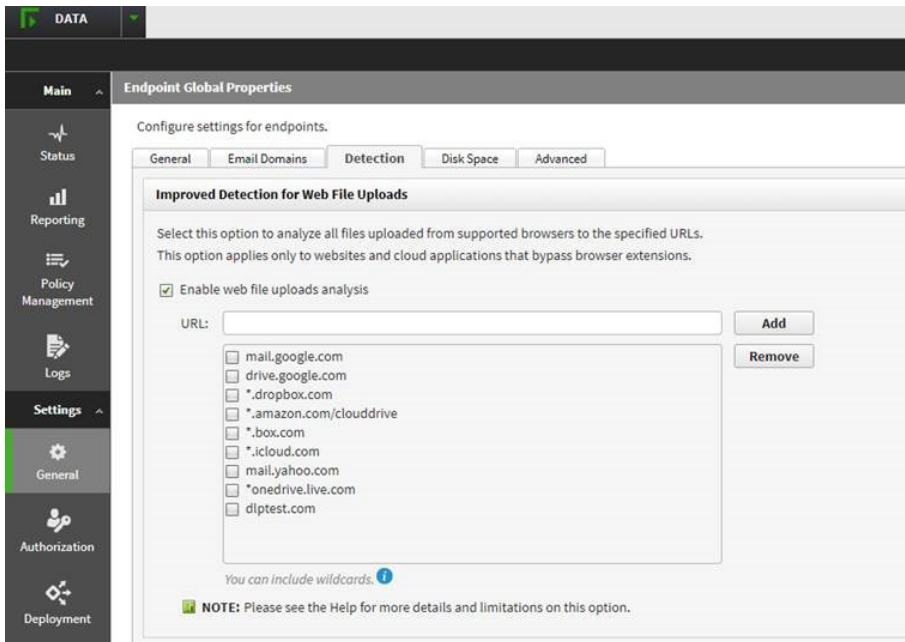 DATA
Main
Status
Reporting
Policy
Management
Logs
Settings
General
Authorization
Deployment
Endpoint Global Properties
Configure settings for endpoints.
General Email Domains Detection Disk Space Advanced
Improved Detection for Web File Uploads
Select this option to analyze all files uploaded from supported browsers to the specified URLs.
This option applies only to websites and cloud applications that bypass browser extensions.
Enable web file uploads analysis
URL: Add
Remove
mail.google.com
drive.google.com
*.dropbox.com
*.amazon.com/clouddrive
*.box.com
*.icloud.com
mail.yahoo.com
*onedrive.live.com
dlptest.com
You can include wildcards.
NOTE: Please see the Help for more details and limitations on this option.